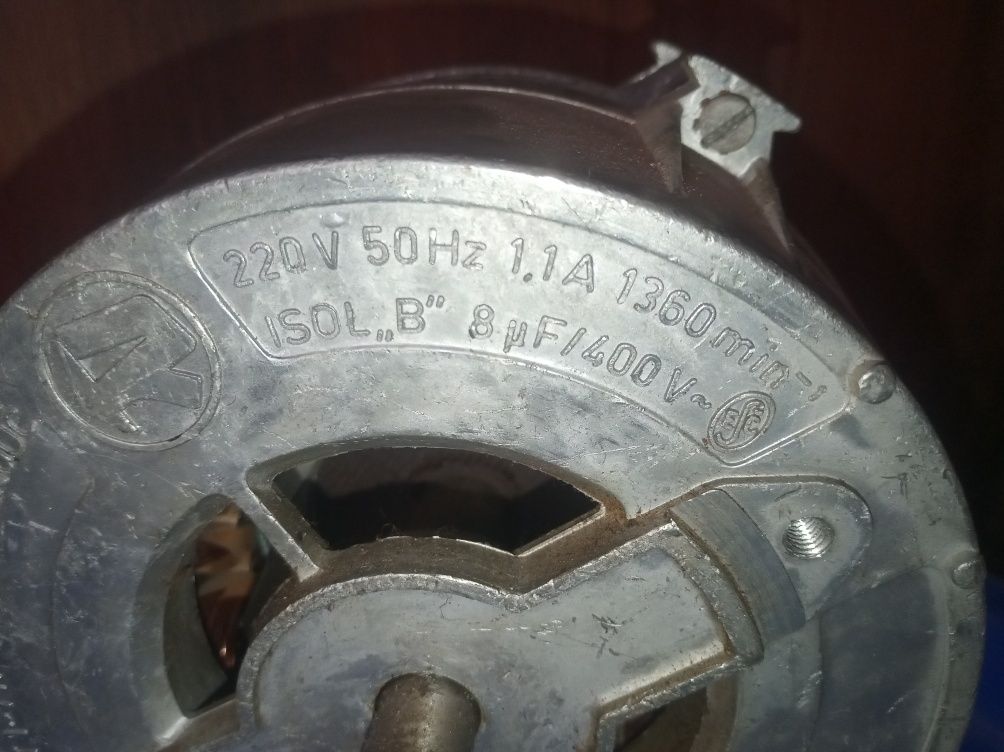 220V 50Hz 1.1A 1360min⁻¹
ISOL„B” 8µF/400V~